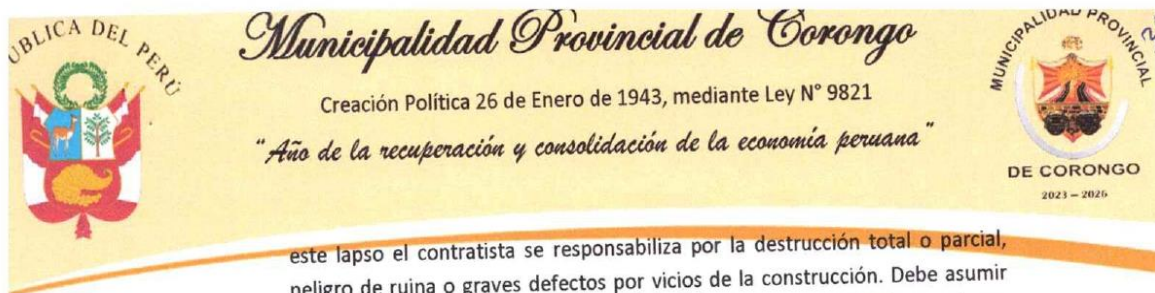 REPÚBLICA DEL PERÚ
Municipalidad Provincial de Corongo
Creación Política 26 de Enero de 1943, mediante Ley N° 9821
"Año de la recuperación y consolidación de la economía peruana"
MUNICIPALIDAD PROVINCIAL
DE CORONGO
2023 – 2026
este lapso el contratista se responsabiliza por la destrucción total o parcial,
peligro de ruina o graves defectos por vicios de la construcción. Debe asumir